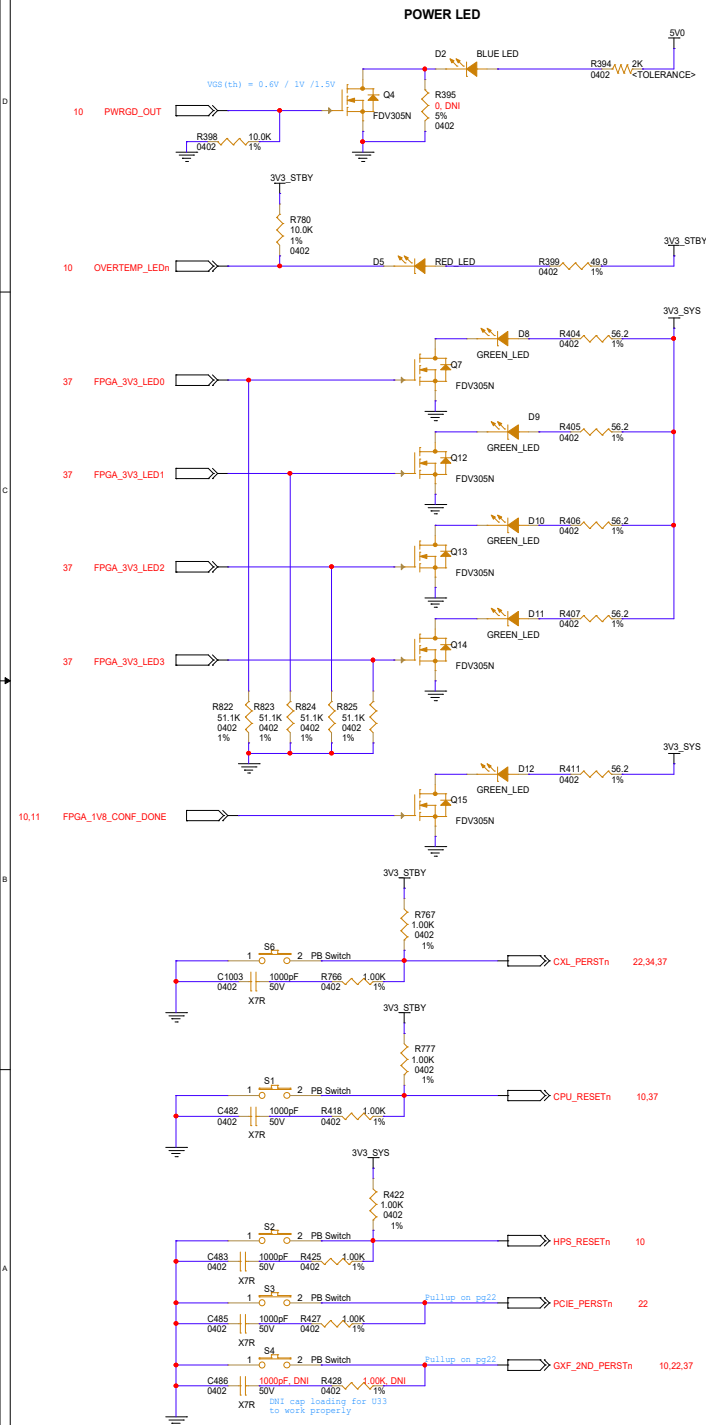 POWER LED
5V0
D2 BLUE LED
R394 2K
0402 <TOLERANCE>
D
VGS(th) = 0.6V / 1V /1.5V
Q4
FDV305N
R395
0, DNI
5%
0402
10 PWRGD_OUT
R398 10.0K
0402 1%
3V3_STBY
R780
10.0K
1%
0402
3V3_STBY
10 OVERTEMP_LEDn
D5 RED_LED
R399 49.9
0402 1%
3V3_SYS
D8
GREEN_LED
R404 56.2
0402 1%
Q7
FDV305N
37 FPGA_3V3_LED0
D9
GREEN_LED
R405 56.2
0402 1%
Q12
FDV305N
37 FPGA_3V3_LED1
C
D10
GREEN_LED
R406 56.2
0402 1%
Q13
FDV305N
37 FPGA_3V3_LED2
D11
GREEN_LED
R407 56.2
0402 1%
Q14
FDV305N
37 FPGA_3V3_LED3
R822 R823 R824 R825
51.1K 51.1K 51.1K 51.1K
0402 0402 0402 0402
1% 1% 1% 1%
3V3_SYS
D12
GREEN_LED
R411 56.2
0402 1%
Q15
FDV305N
10,11 FPGA_1V8_CONF_DONE
B
3V3_STBY
R767
1.00K
0402
1%
S6
1 2 PB Switch
CXL_PERSTn 22,34,37
C1003 1000pF R766 1.00K
0402 50V 0402 1%
X7R
3V3_STBY
R777
1.00K
0402
1%
S1
1 2 PB Switch
CPU_RESETn 10,37
C482 1000pF R418 1.00K
0402 50V 0402 1%
X7R
3V3_SYS
R422
1.00K
0402
1%
S2
1 2 PB Switch
HPS_RESETn 10
C483 1000pF R425 1.00K
0402 50V 0402 1%
X7R
A
S3
1 2 PB Switch
Pullup on pg22
PCIE_PERSTn 22
C485 1000pF R427 1.00K
0402 50V 0402 1%
X7R
S4
1 2 PB Switch
Pullup on pg22
GXF_2ND_PERSTn 10,22,37
C486 1000pF, DNI R428 1.00K, DNI
0402 50V 0402 1%
X7R
DNI cap loading for U33
to work properly